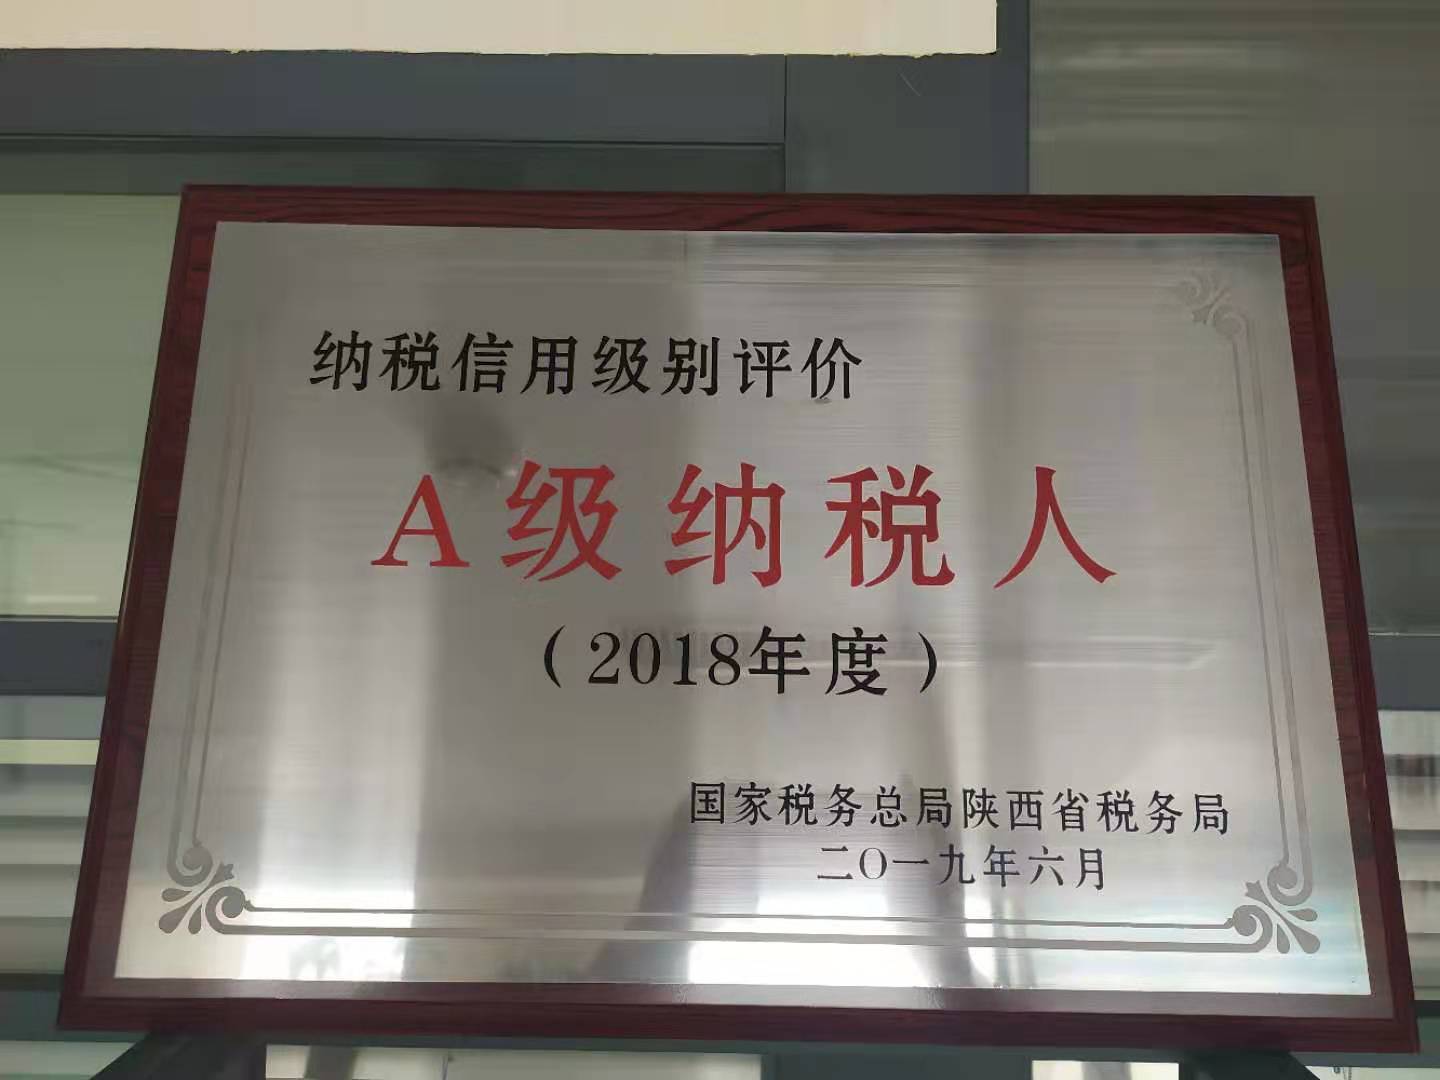 纳税信用级别评价
A级纳税人
（2018年度）
国家税务总局陕西省税务局
二〇一九年六月